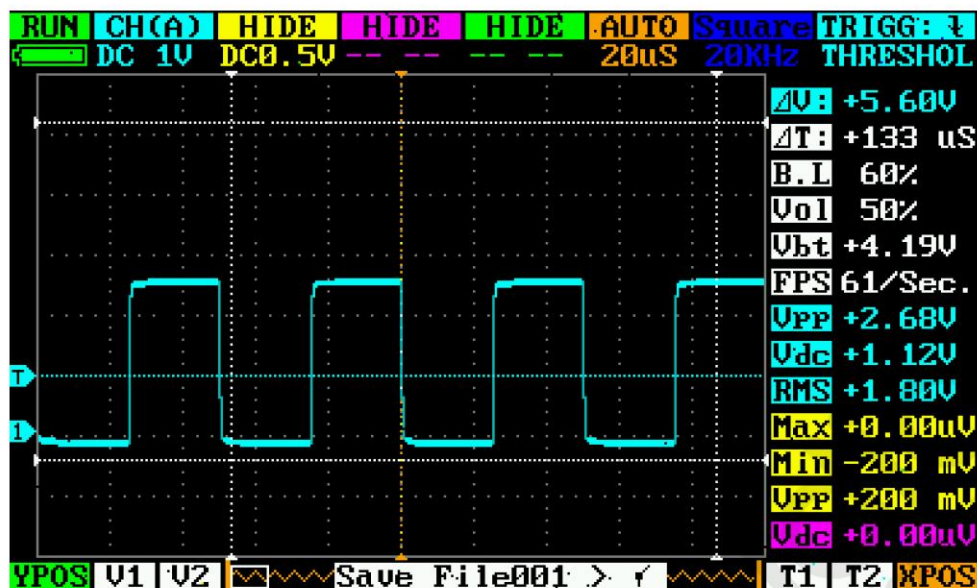 RUN CH(A) HIDE HIDE HIDE AUTO Square TRIGG:
DC 1V DC0.5V -- -- -- -- 20uS 20KHz THRESHOL
ΔV: +5.60V
ΔT: +133 uS
B.L 60%
Vol 50%
Vbt +4.19V
FPS 61/Sec.
Vpp +2.68V
Vdc +1.12V
RMS +1.80V
Max +0.00uV
Min -200 mV
Vpp +200 mV
Vdc +0.00uV
T
1
YPOS V1 V2 Save File001 > T1 T2 XPOS